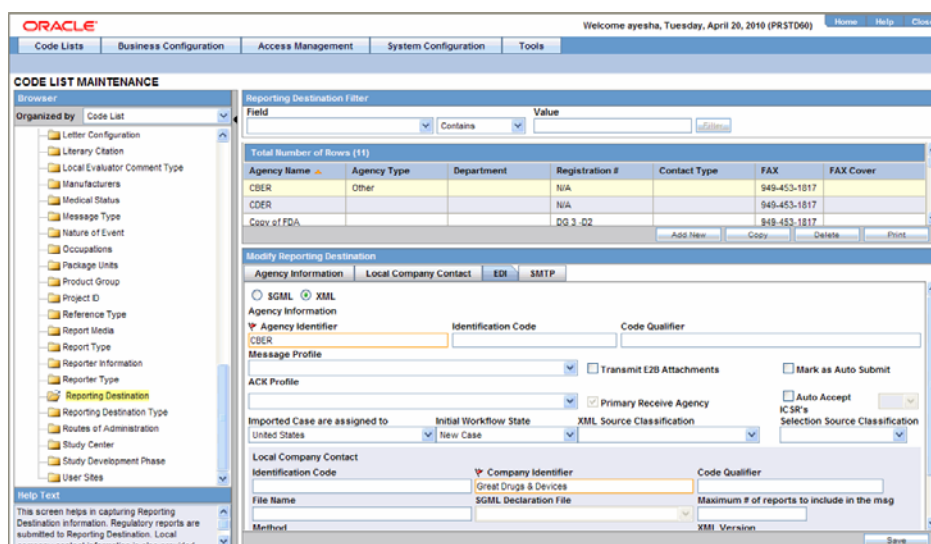 ORACLE
Welcome ayesha, Tuesday, April 20, 2010 (PRSTD60)
Home Help Close
Code Lists Business Configuration Access Management System Configuration Tools
CODE LIST MAINTENANCE
Browser
Organized by Code List
Letter Configuration
Literary Citation
Local Evaluator Comment Type
Manufacturers
Medical Status
Message Type
Nature of Event
Occupations
Package Units
Product Group
Project ID
Reference Type
Report Media
Report Type
Reporter Information
Reporter Type
Reporting Destination
Reporting Destination Type
Routes of Administration
Study Center
Study Development Phase
User Sites
Help Text
This screen helps in capturing Reporting
Destination information. Regulatory reports are
submitted to Reporting Destination. Local
Reporting Destination Filter
Field Value
Contains Filter
Total Number of Rows (11)
Agency Name Agency Type Department Registration # Contact Type FAX FAX Cover
CBER Other N/A 949-453-1817
CDER N/A 949-453-1817
Copy of FDA DG 3 -D2 949-453-1817
Add New Copy Delete Print
Modify Reporting Destination
Agency Information Local Company Contact EDI SMTP
SGML XML
Agency Information
Agency Identifier Identification Code Code Qualifier
CBER
Message Profile
Transmit E2B Attachments Mark as Auto Submit
ACK Profile
Primary Receive Agency Auto Accept ICSR's
Imported Case are assigned to Initial Workflow State XML Source Classification Selection Source Classification
United States New Case
Local Company Contact
Identification Code Company Identifier Code Qualifier
Great Drugs & Devices
File Name SGML Declaration File Maximum # of reports to include in the msg
Method XML Version
Save